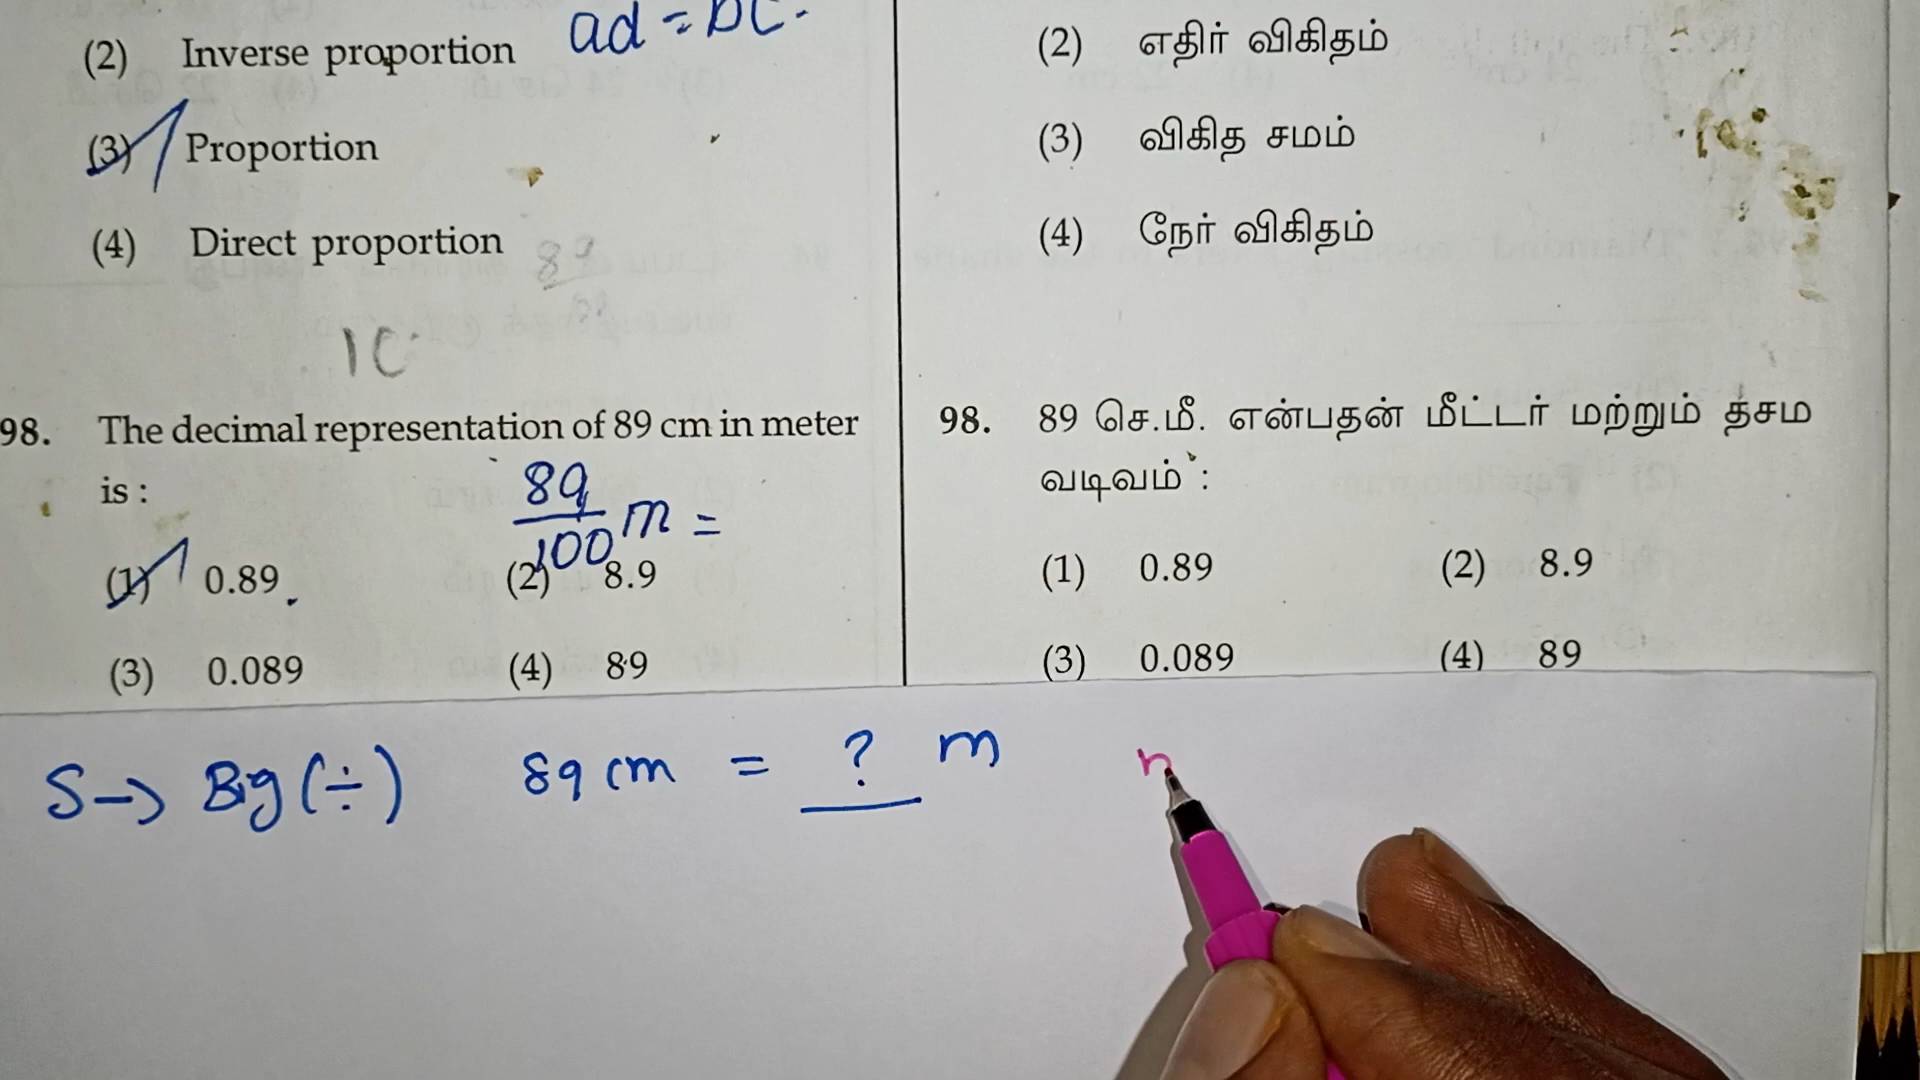 (2) Inverse proportion ad = bc.
(3) Proportion
(4) Direct proportion 89
10
98. The decimal representation of 89 cm in meter
is :
89
100 m =
(1) 0.89 (2) 8.9
(3) 0.089 (4) 89
(2) எதிர் விகிதம்
(3) விகித சமம்
(4) நேர் விகிதம்
98. 89 செ.மீ. என்பதன் மீட்டர் மற்றும் தசம
வடிவம் :
(1) 0.89 (2) 8.9
(3) 0.089 (4) 89
S → Big (÷) 89 cm = ? m